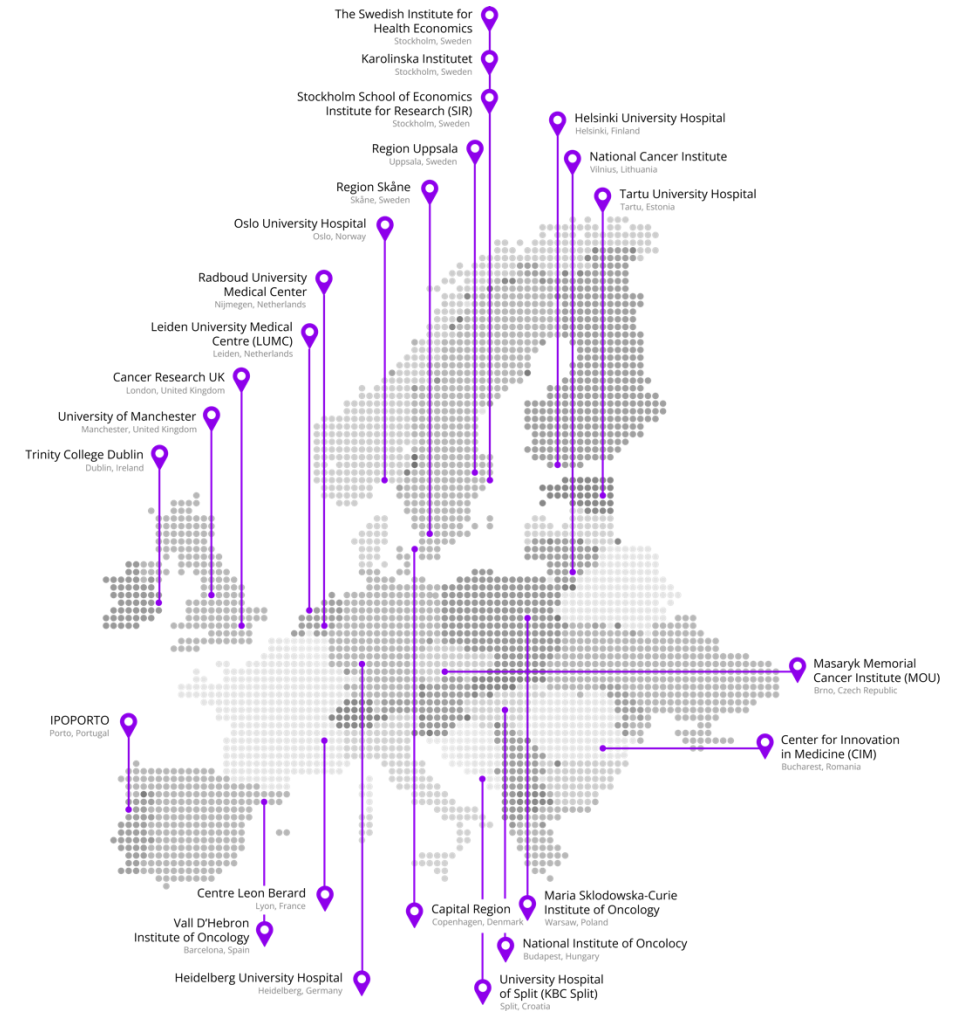 The Swedish Institute for
Health Economics
Stockholm, Sweden
Karolinska Institutet
Stockholm, Sweden
Stockholm School of Economics
Institute for Research (SIR)
Stockholm, Sweden
Helsinki University Hospital
Helsinki, Finland
Region Uppsala
Uppsala, Sweden
National Cancer Institute
Vilnius, Lithuania
Region Skåne
Skåne, Sweden
Tartu University Hospital
Tartu, Estonia
Oslo University Hospital
Oslo, Norway
Radboud University
Medical Center
Nijmegen, Netherlands
Leiden University Medical
Centre (LUMC)
Leiden, Netherlands
Cancer Research UK
London, United Kingdom
University of Manchester
Manchester, United Kingdom
Trinity College Dublin
Dublin, Ireland
Masaryk Memorial
Cancer Institute (MOU)
Brno, Czech Republic
IPOPORTO
Porto, Portugal
Center for Innovation
in Medicine (CIM)
Bucharest, Romania
Centre Leon Berard
Lyon, France
Maria Sklodowska-Curie
Institute of Oncology
Warsaw, Poland
Capital Region
Copenhagen, Denmark
Vall D'Hebron
Institute of Oncology
Barcelona, Spain
National Institute of Oncolocy
Budapest, Hungary
Heidelberg University Hospital
Heidelberg, Germany
University Hospital
of Split (KBC Split)
Split, Croatia